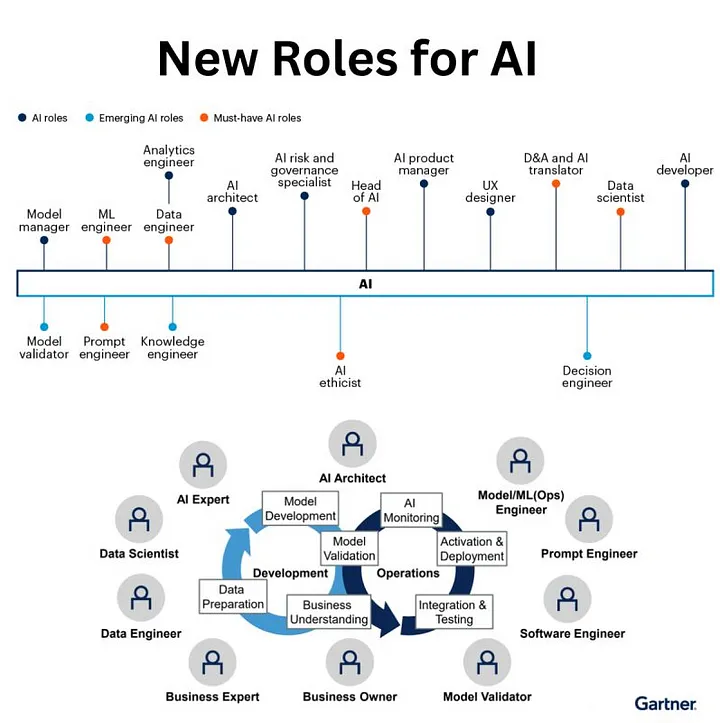 New Roles for AI
AI roles
Emerging AI roles
Must-have AI roles
Model
manager
ML
engineer
Analytics
engineer
Data
engineer
AI
architect
AI risk and
governance
specialist
Head
of AI
AI product
manager
UX
designer
D&A and AI
translator
Data
scientist
AI
developer
AI
Model
validator
Prompt
engineer
Knowledge
engineer
AI
ethicist
Decision
engineer
AI Architect
AI Expert
Model/ML(Ops)
Engineer
Data Scientist
Prompt Engineer
Data Engineer
Software Engineer
Business Expert
Business Owner
Model Validator
Model
Development
AI
Monitoring
Model
Validation
Activation &
Deployment
Development
Operations
Data
Preparation
Business
Understanding
Integration &
Testing
Gartner